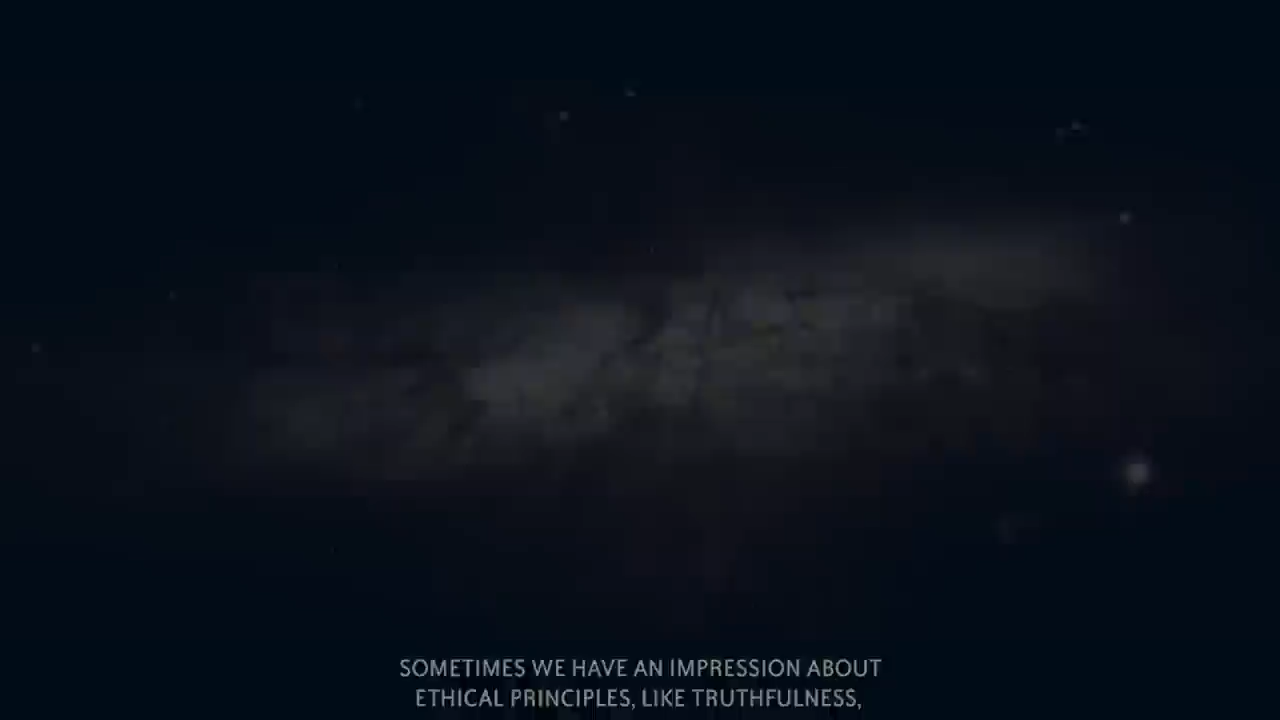 SOMETIMES WE HAVE AN IMPRESSION ABOUT
ETHICAL PRINCIPLES, LIKE TRUTHFULNESS,